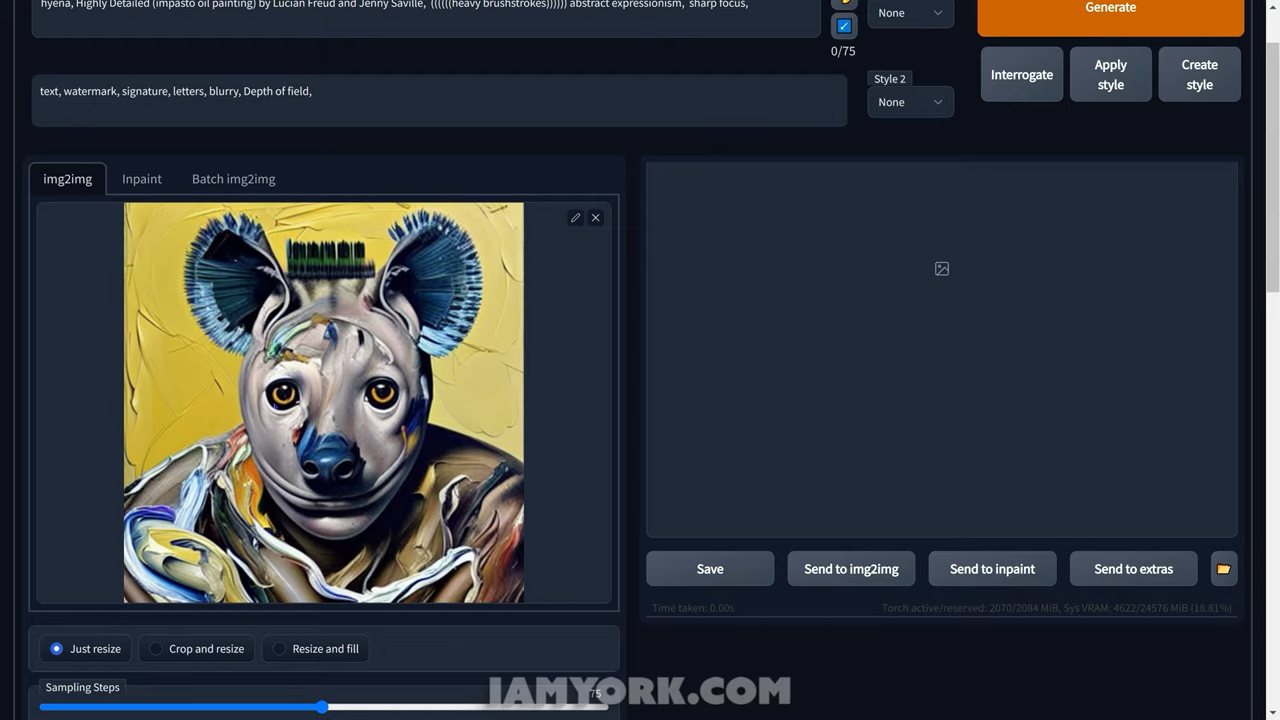 hyena, Highly Detailed (impasto oil painting) by Lucian Freud and Jenny Saville, ((((((heavy brushstrokes)))))) abstract expressionism, sharp focus,
None
Generate
0/75
Interrogate
Apply style
Create style
Style 2
None
text, watermark, signature, letters, blurry, Depth of field,
img2img
Inpaint
Batch img2img
Save
Send to img2img
Send to inpaint
Send to extras
Time taken: 0.00s
Torch active/reserved: 2070/2084 MiB, Sys VRAM: 4622/24576 MiB (18.81%)
Just resize
Crop and resize
Resize and fill
Sampling Steps
75
IAMYORK.COM